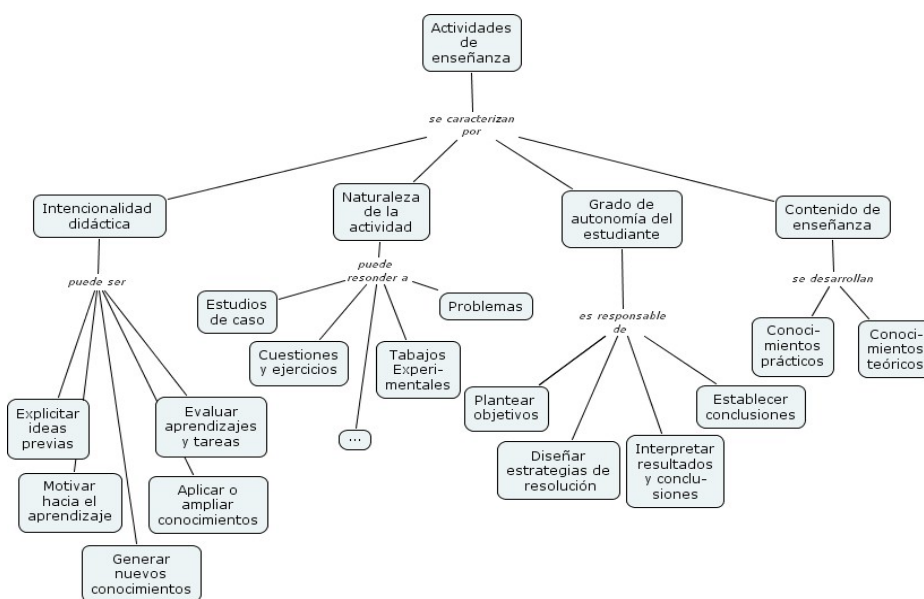 Actividades
de
enseñanza
se caracterizan
por
Intencionalidad
didáctica
Naturaleza
de la
actividad
Grado de
autonomía del
estudiante
Contenido de
enseñanza
puede ser
puede
resonder a
es responsable
de
se desarrollan
Estudios
de caso
Problemas
Cuestiones
y ejercicios
Tabajos
Experi-
mentales
...
Conoci-
mientos
prácticos
Conoci-
mientos
teóricos
Explicitar
ideas
previas
Evaluar
aprendizajes
y tareas
Motivar
hacia el
aprendizaje
Aplicar o
ampliar
conocimientos
Generar
nuevos
conocimientos
Plantear
objetivos
Establecer
conclusiones
Diseñar
estrategias de
resolución
Interpretar
resultados
y conclu-
siones